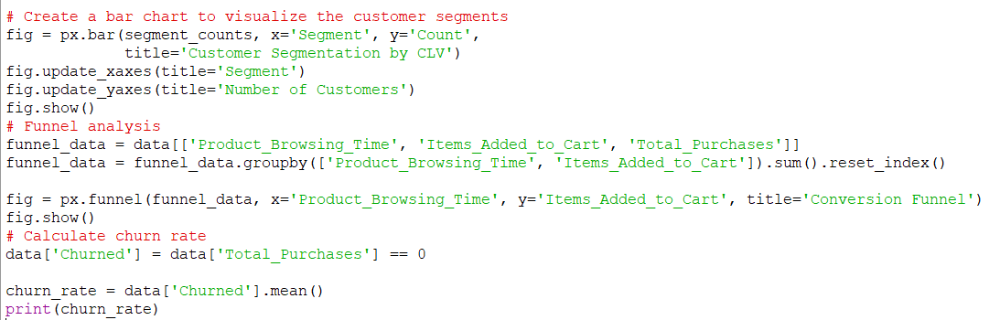 # Create a bar chart to visualize the customer segments
fig = px.bar(segment_counts, x='Segment', y='Count',
             title='Customer Segmentation by CLV')
fig.update_xaxes(title='Segment')
fig.update_yaxes(title='Number of Customers')
fig.show()
# Funnel analysis
funnel_data = data[['Product_Browsing_Time', 'Items_Added_to_Cart', 'Total_Purchases']]
funnel_data = funnel_data.groupby(['Product_Browsing_Time', 'Items_Added_to_Cart']).sum().reset_index()

fig = px.funnel(funnel_data, x='Product_Browsing_Time', y='Items_Added_to_Cart', title='Conversion Funnel')
fig.show()
# Calculate churn rate
data['Churned'] = data['Total_Purchases'] == 0

churn_rate = data['Churned'].mean()
print(churn_rate)